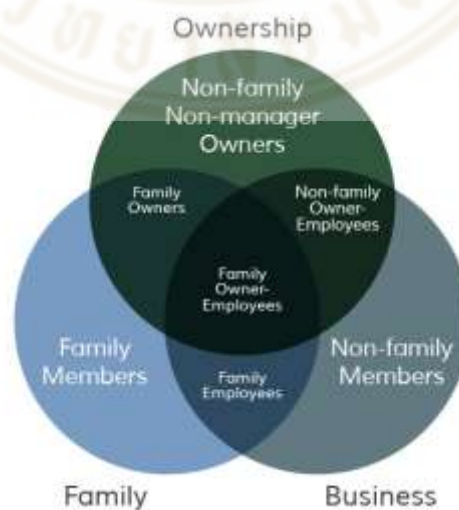 Ownership
Non-family
Non-manager
Owners
Family
Owners
Non-family
Owner-
Employees
Family
Owner-
Employees
Family
Members
Non-family
Members
Family
Employees
Family
Business